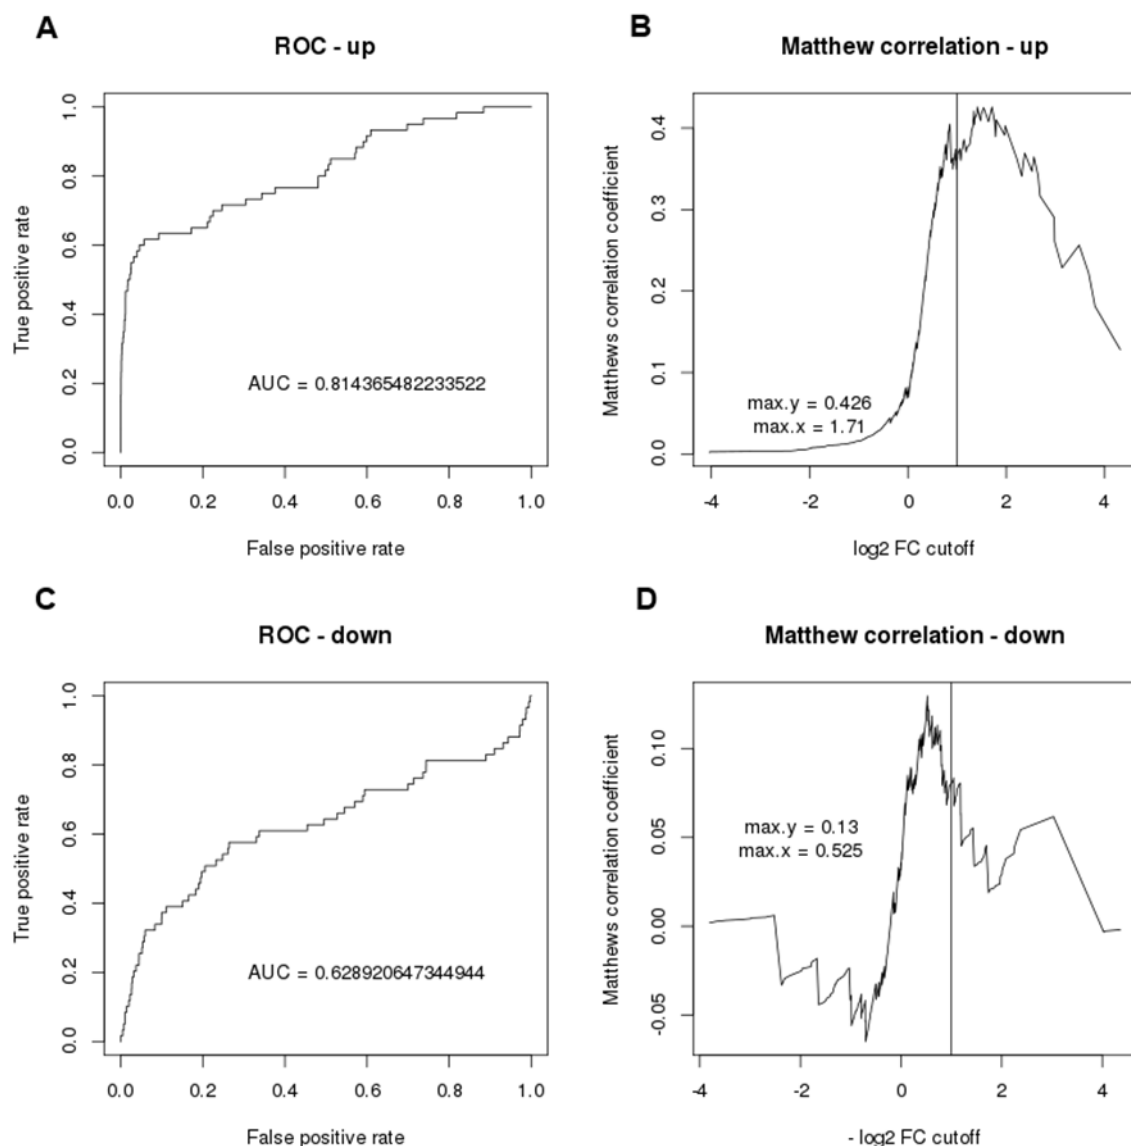 A
ROC - up
True positive rate
0.0 0.2 0.4 0.6 0.8 1.0
AUC = 0.814365482233522
0.0 0.2 0.4 0.6 0.8 1.0
False positive rate
B
Matthew correlation - up
Matthews correlation coefficient
0.0 0.1 0.2 0.3 0.4
max.y = 0.426
max.x = 1.71
-4 -2 0 2 4
log2 FC cutoff
C
ROC - down
True positive rate
0.0 0.2 0.4 0.6 0.8 1.0
AUC = 0.628920647344944
0.0 0.2 0.4 0.6 0.8 1.0
False positive rate
D
Matthew correlation - down
Matthews correlation coefficient
-0.05 0.00 0.05 0.10
max.y = 0.13
max.x = 0.525
-4 -2 0 2 4
- log2 FC cutoff